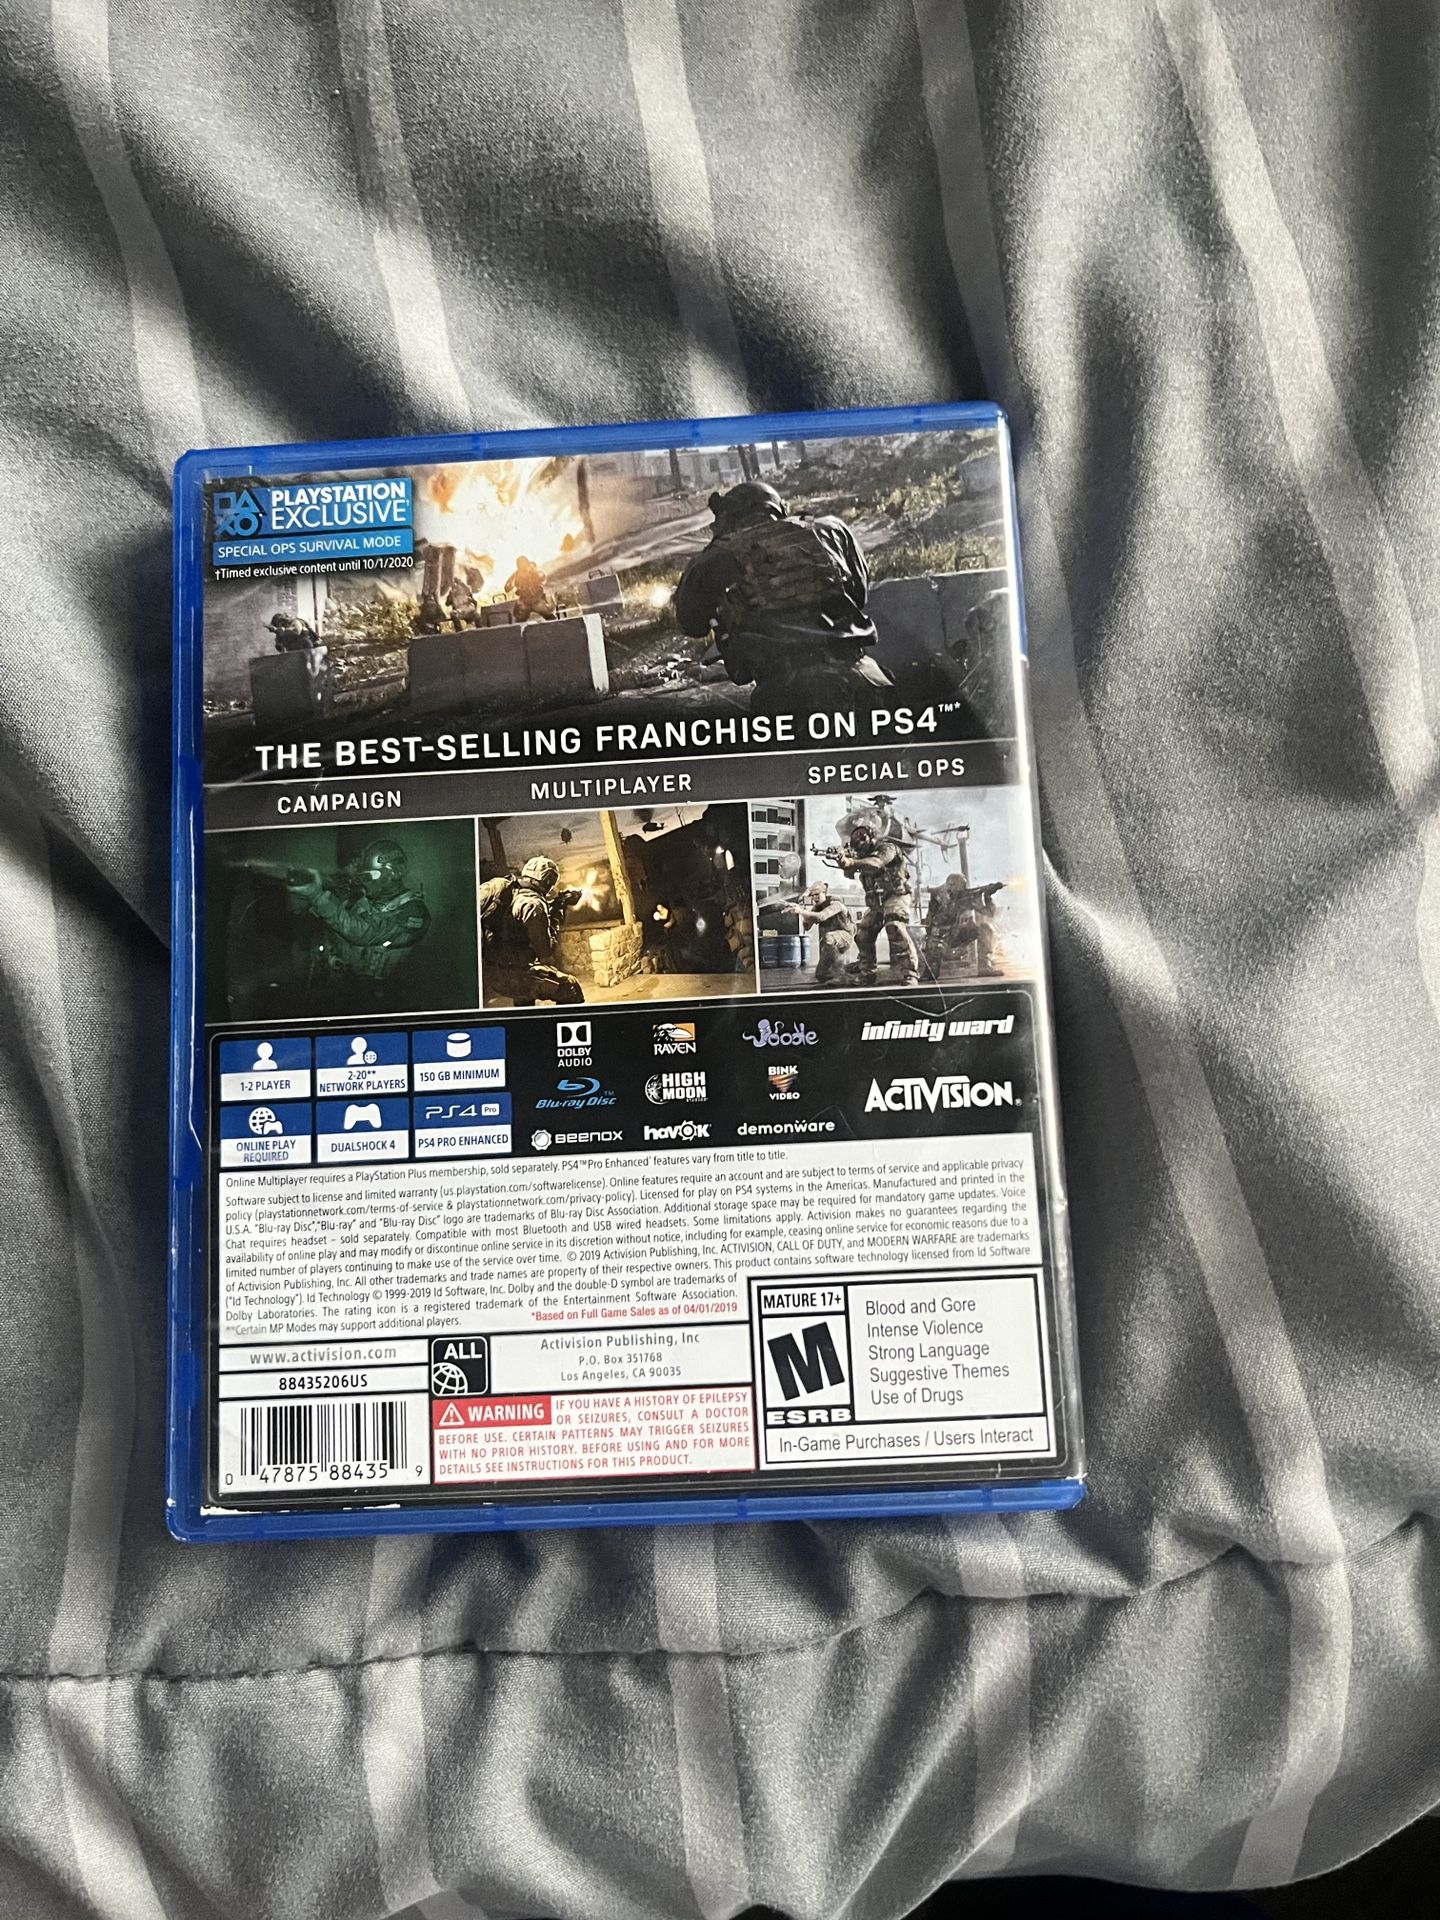 PLAYSTATION
EXCLUSIVE†
SPECIAL OPS SURVIVAL MODE
†Timed exclusive content until 10/1/2020
THE BEST-SELLING FRANCHISE ON PS4™*
CAMPAIGN
MULTIPLAYER
SPECIAL OPS
1-2 PLAYER
2-20**
NETWORK PLAYERS
150 GB MINIMUM
ONLINE PLAY
REQUIRED
DUALSHOCK 4
PS4 Pro
PS4 PRO ENHANCED
DOLBY
AUDIO
RAVEN
oodle
infinity ward
Blu-ray Disc™
HIGH
MOON
STUDIOS
BINK
VIDEO
ACTIVISION.
BEENOX
havok
demonware
Online Multiplayer requires a PlayStation Plus membership, sold separately. PS4™Pro Enhanced' features vary from title to title.
Software subject to license and limited warranty (us.playstation.com/softwarelicense). Online features require an account and are subject to terms of service and applicable privacy
policy (playstationnetwork.com/terms-of-service & playstationnetwork.com/privacy-policy). Licensed for play on PS4 systems in the Americas. Manufactured and printed in the
U.S.A. "Blu-ray Disc","Blu-ray" and "Blu-ray Disc" logo are trademarks of Blu-ray Disc Association. Additional storage space may be required for mandatory game updates. Voice
Chat requires headset – sold separately. Compatible with most Bluetooth and USB wired headsets. Some limitations apply. Activision makes no guarantees regarding the
availability of online play and may modify or discontinue online service in its discretion without notice, including for example, ceasing online service for economic reasons due to a
limited number of players continuing to make use of the service over time. © 2019 Activision Publishing, Inc. ACTIVISION, CALL OF DUTY, and MODERN WARFARE are trademarks
of Activision Publishing, Inc. All other trademarks and trade names are property of their respective owners. This product contains software technology licensed from Id Software
("Id Technology"). Id Technology © 1999-2019 Id Software, Inc. Dolby and the double-D symbol are trademarks of
Dolby Laboratories. The rating icon is a registered trademark of the Entertainment Software Association.
**Certain MP Modes may support additional players.
*Based on Full Game Sales as of 04/01/2019
www.activision.com
88435206US
0 47875 88435 9
ALL
Activision Publishing, Inc
P.O. Box 351768
Los Angeles, CA 90035
WARNING IF YOU HAVE A HISTORY OF EPILEPSY
OR SEIZURES, CONSULT A DOCTOR
BEFORE USE. CERTAIN PATTERNS MAY TRIGGER SEIZURES
WITH NO PRIOR HISTORY. BEFORE USING AND FOR MORE
DETAILS SEE INSTRUCTIONS FOR THIS PRODUCT.
MATURE 17+
M
ESRB
Blood and Gore
Intense Violence
Strong Language
Suggestive Themes
Use of Drugs
In-Game Purchases / Users Interact